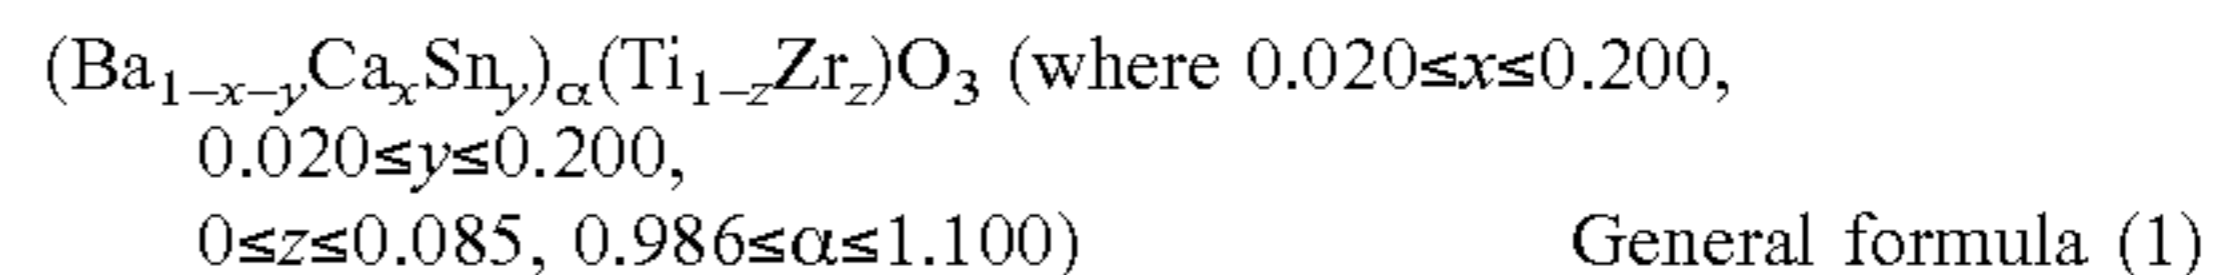 (Ba₁₋ₓ₋ᵧCaₓSnᵧ)α(Ti₁₋zZrz)O₃ (where 0.020≤x≤0.200,
0.020≤y≤0.200,
0≤z≤0.085, 0.986≤α≤1.100) General formula (1)